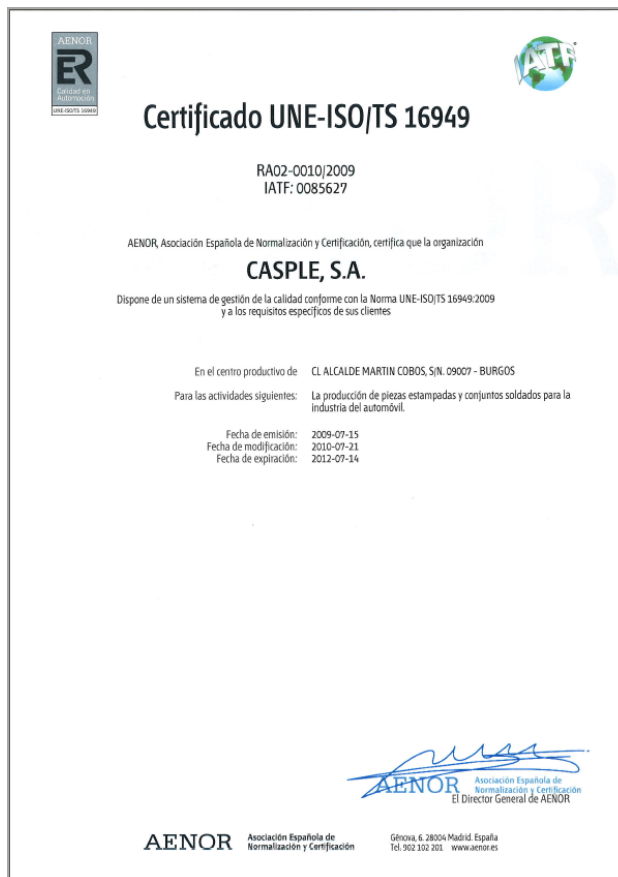 AENOR
ER
Calidad en
Automoción
UNE-ISO/TS 16949
IATF
Certificado UNE-ISO/TS 16949
RA02-0010/2009
IATF: 0085627
AENOR, Asociación Española de Normalización y Certificación, certifica que la organización
CASPLE, S.A.
Dispone de un sistema de gestión de la calidad conforme con la Norma UNE-ISO/TS 16949:2009
y a los requisitos específicos de sus clientes
En el centro productivo de CL ALCALDE MARTIN COBOS, S/N. 09007 - BURGOS
Para las actividades siguientes: La producción de piezas estampadas y conjuntos soldados para la
industria del automóvil.
Fecha de emisión: 2009-07-15
Fecha de modificación: 2010-07-21
Fecha de expiración: 2012-07-14
AENOR Asociación Española de
Normalización y Certificación
El Director General de AENOR
AENOR Asociación Española de
Normalización y Certificación
Génova, 6. 28004 Madrid. España
Tel. 902 102 201 www.aenor.es